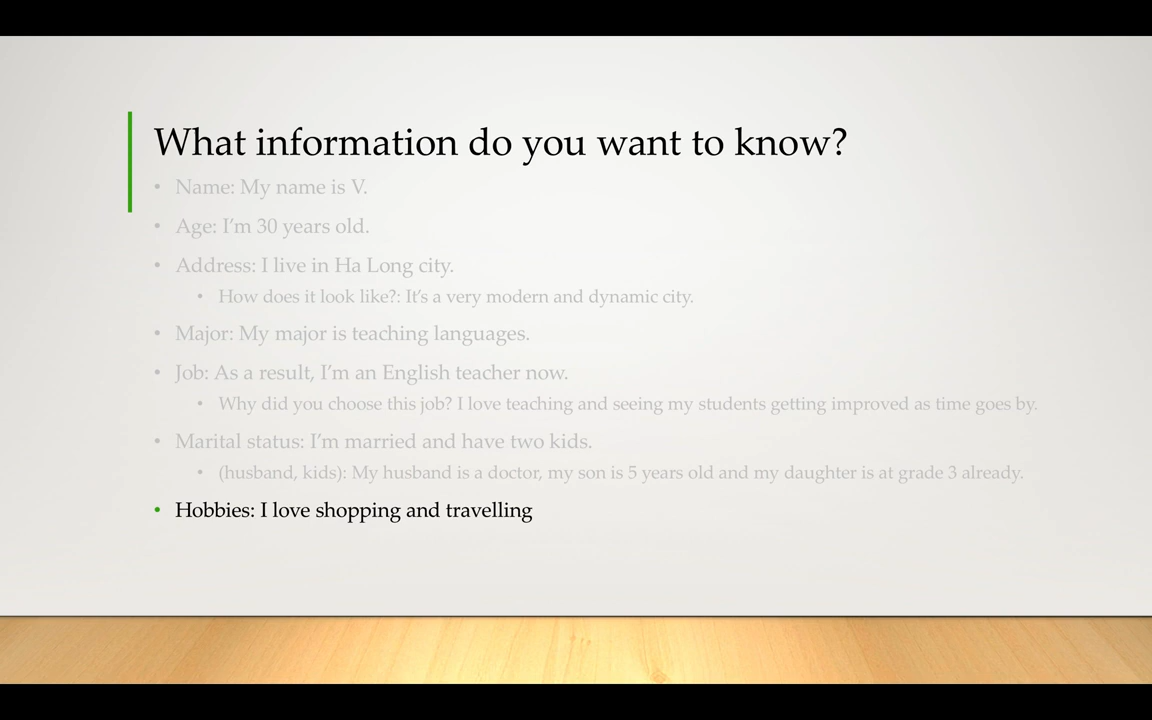 What information do you want to know?
• Name: My name is V.
• Age: I'm 30 years old.
• Address: I live in Ha Long city.
• How does it look like?: It's a very modern and dynamic city.
• Major: My major is teaching languages.
• Job: As a result, I'm an English teacher now.
• Why did you choose this job? I love teaching and seeing my students getting improved as time goes by.
• Marital status: I'm married and have two kids.
• (husband, kids): My husband is a doctor, my son is 5 years old and my daughter is at grade 3 already.
• Hobbies: I love shopping and travelling